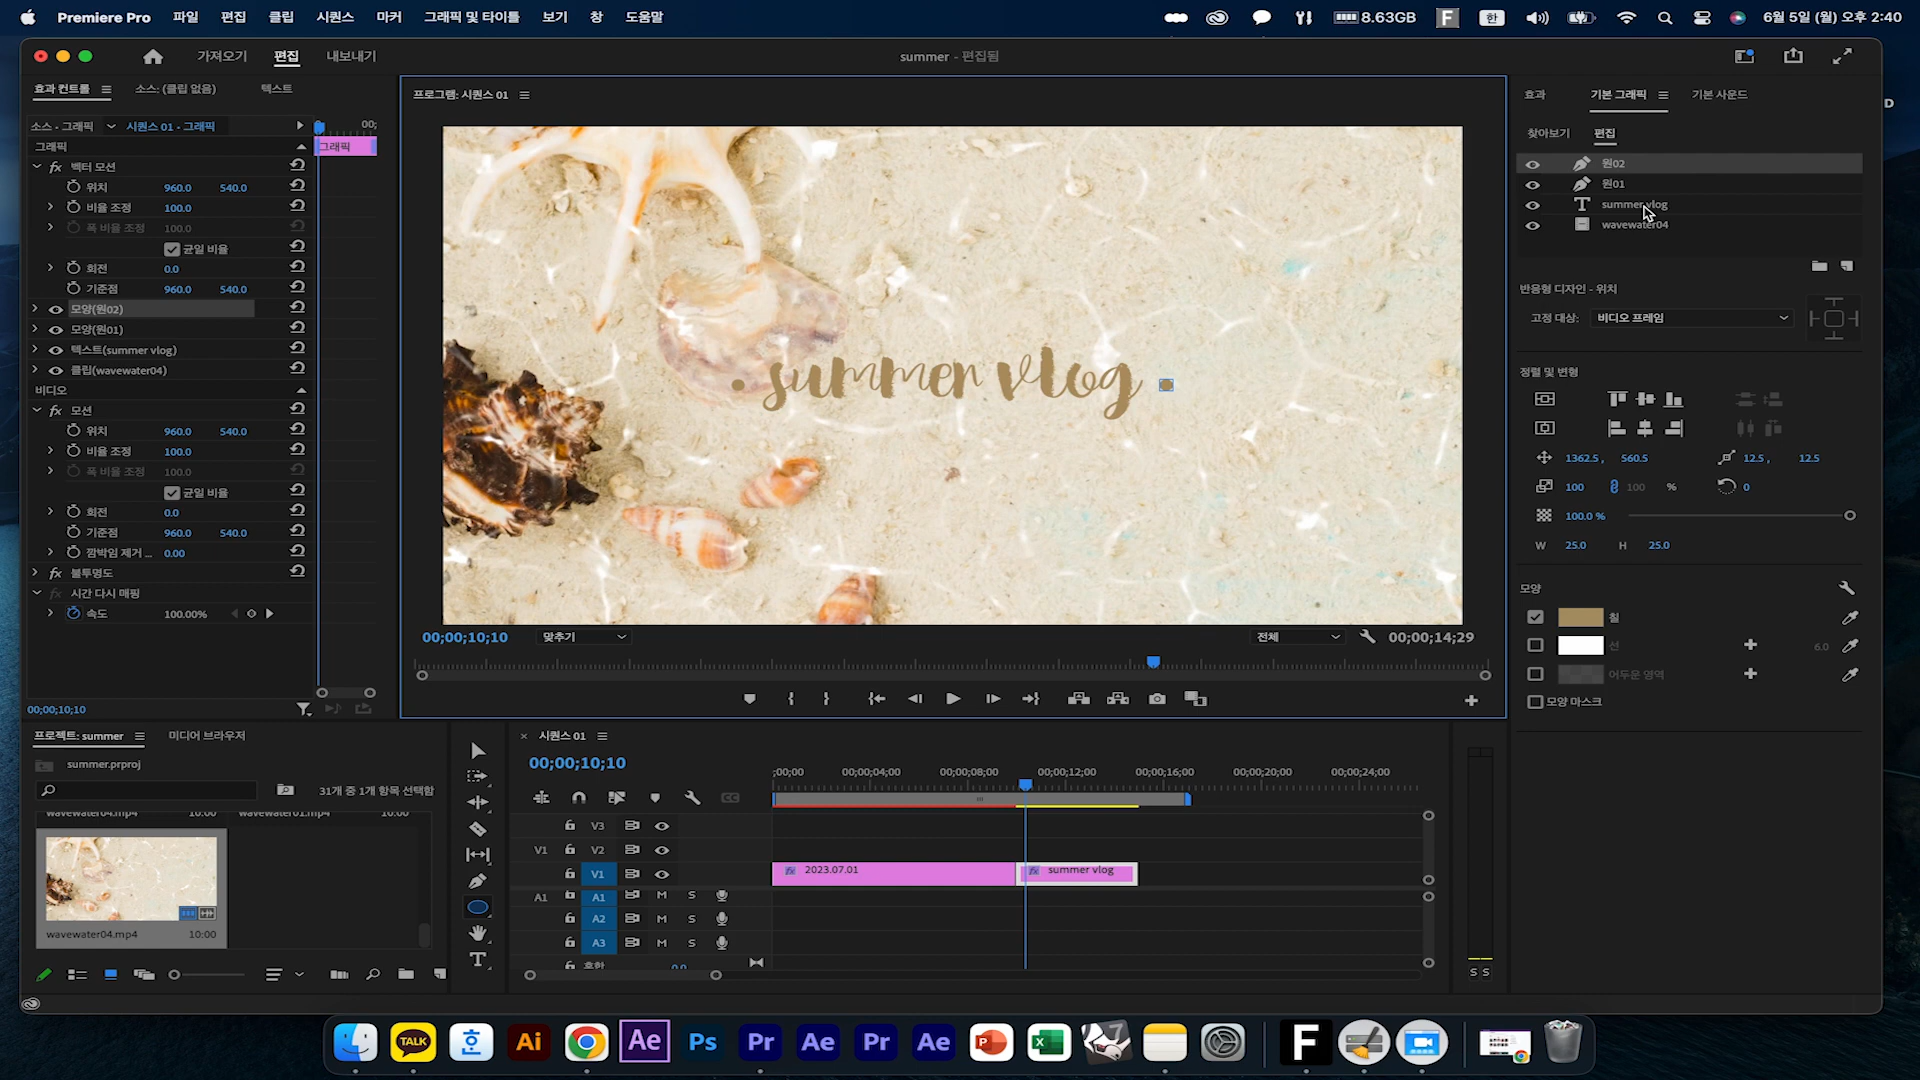 Premiere Pro 파일 편집 클립 시퀀스 마커 그래픽 및 타이틀 보기 창 도움말 8.63GB F 한 6월 5일 (월) 오후 2:40
가져오기 편집 내보내기 summer - 편집됨
효과 컨트롤 소스: (클립 없음) 텍스트
소스 - 그래픽 시퀀스 01 - 그래픽 00;
그래픽 그래픽
fx 벡터 모션
위치 960.0 540.0
비율 조정 100.0
폭 비율 조정 100.0
균일 비율
회전 0.0
기준점 960.0 540.0
모양(원02)
모양(원01)
텍스트(summer vlog)
클립(wavewater04)
비디오
fx 모션
위치 960.0 540.0
비율 조정 100.0
폭 비율 조정 100.0
균일 비율
회전 0.0
기준점 960.0 540.0
깜박임 제거 ... 0.00
fx 불투명도
fx 시간 다시 매핑
속도 100.00%
00;00;10;10
프로그램: 시퀀스 01
summer vlog
00;00;10;10 맞추기 전체 00;00;14;29
효과 기본 그래픽 기본 사운드
찾아보기 편집
원02
원01
T summer vlog
wavewater04
반응형 디자인 - 위치
고정 대상: 비디오 프레임
정렬 및 변형
1362.5 , 560.5 12.5 , 12.5
100 100 % 0
100.0 %
W 25.0 H 25.0
모양
칠
선 6.0
어두운 영역
모양 마스크
프로젝트: summer 미디어 브라우저
summer.prproj
31개 중 1개 항목 선택함
wavewater04.mp4 10:00 wavewater01.mp4 10:00
wavewater04.mp4 10:00
× 시퀀스 01
00;00;10;10
;00;00 00;00;04;00 00;00;08;00 00;00;12;00 00;00;16;00 00;00;20;00 00;00;24;00
V3
V1 V2
V1 fx 2023.07.01 fx summer vlog
A1 A1 M S
A2 M S
A3 M S
혼합 0.0
S S
TALK Ai Ae Ps Pr Ae Pr Ae P X 7 F
D